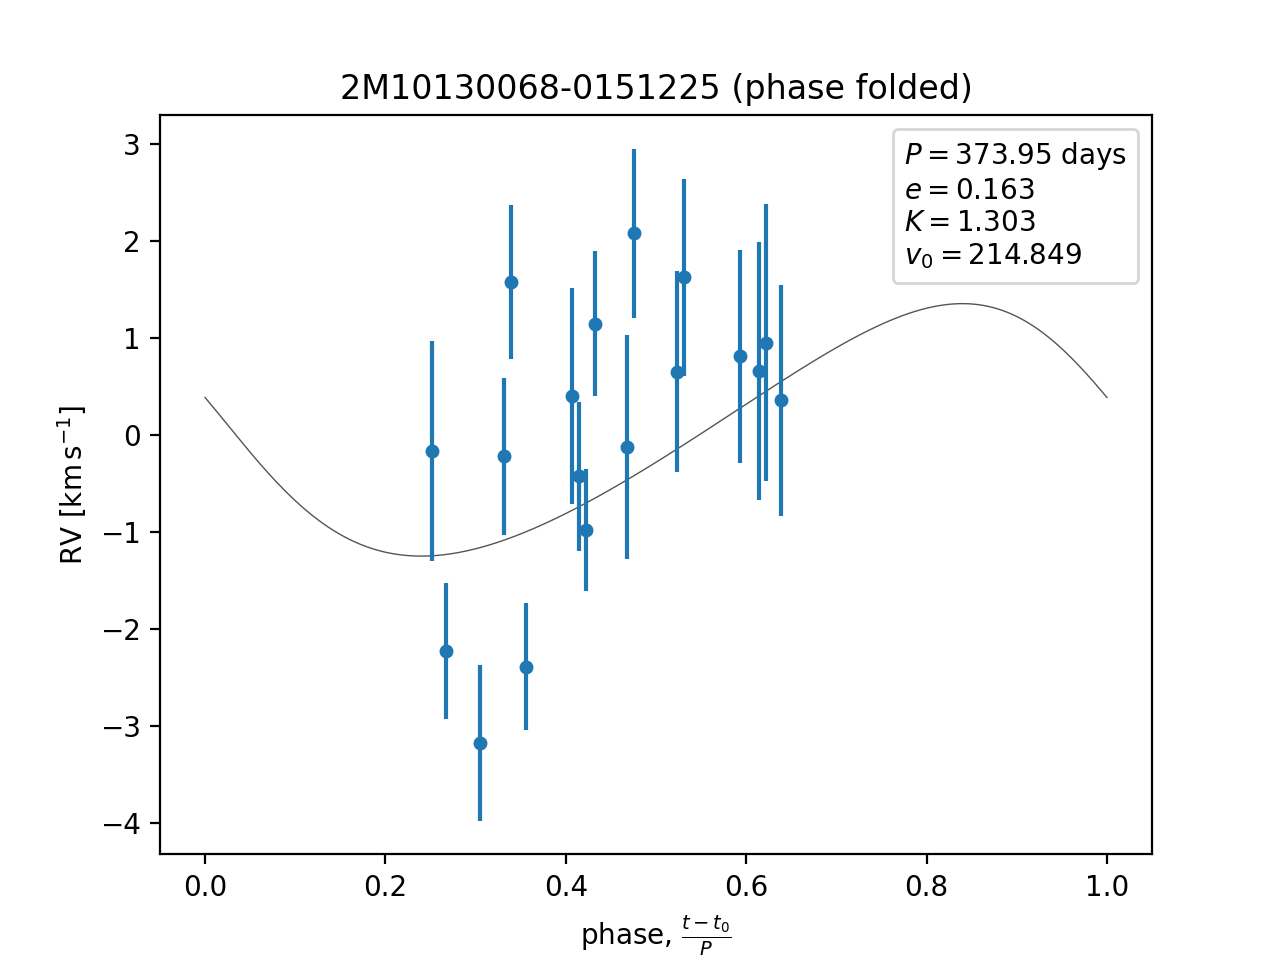 2M10130068-0151225 (phase folded)
P = 373.95 days
e = 0.163
K = 1.303
v₀ = 214.849
3
2
1
0
−1
−2
−3
−4
RV [km s⁻¹]
0.0 0.2 0.4 0.6 0.8 1.0
phase, (t − t₀)/P